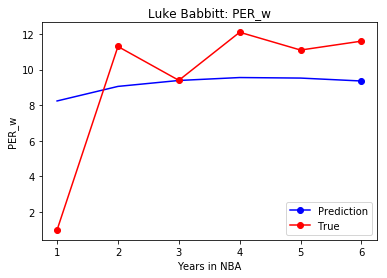 Luke Babbitt: PER_w
12
10
8
6
4
2
PER_w
1 2 3 4 5 6
Years in NBA
Prediction
True